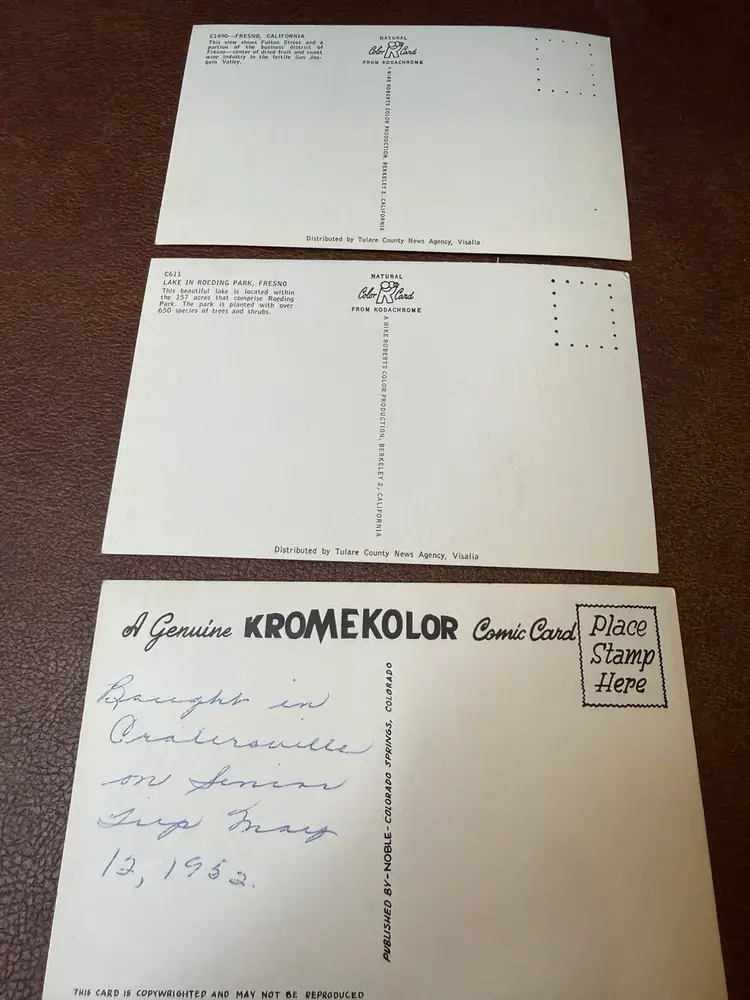 C1490—FRESNO, CALIFORNIA
This view shows Fulton Street and a
portion of the business district of
Fresno—center of dried fruit and sweet
wine industry in the fertile San Joa-
quin Valley.
NATURAL
Color Card
FROM KODACHROME
A MIKE ROBERTS COLOR PRODUCTION, BERKELEY 2, CALIFORNIA
Distributed by Tulare County News Agency, Visalia
C611
LAKE IN ROEDING PARK, FRESNO
This beautiful lake is located within
the 157 acres that comprise Roeding
Park. The park is planted with over
650 species of trees and shrubs.
NATURAL
Color Card
FROM KODACHROME
A MIKE ROBERTS COLOR PRODUCTION, BERKELEY 2, CALIFORNIA
Distributed by Tulare County News Agency, Visalia
A Genuine KROMEKOLOR Comic Card
Place
Stamp
Here
Bought in
Cratersville
on Senior
Trip May
12, 1952.
PUBLISHED BY-NOBLE-COLORADO SPRINGS, COLORADO
THIS CARD IS COPYWRIGHTED AND MAY NOT BE REPRODUCED